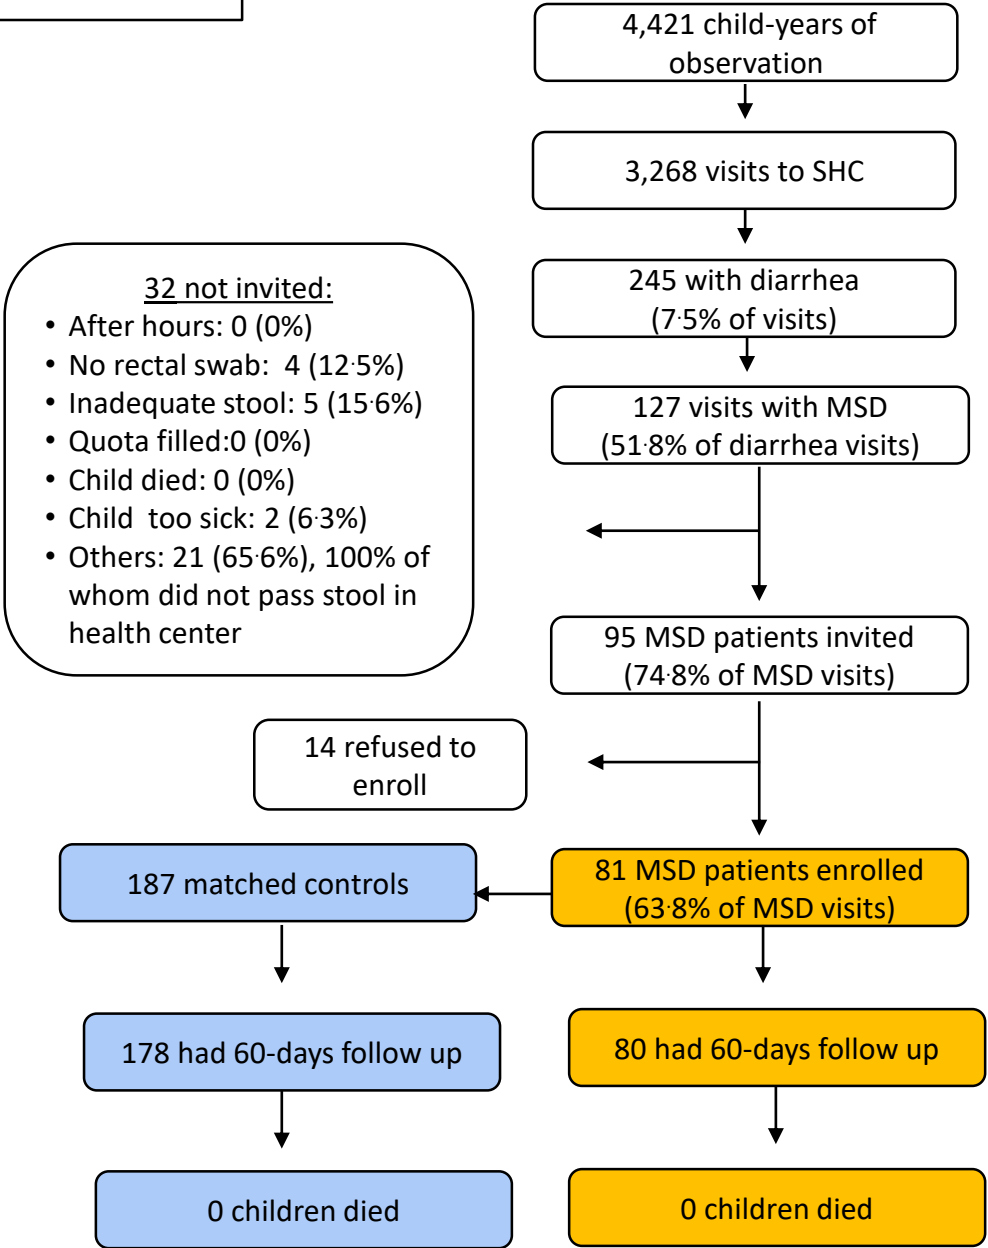 4,421 child-years of
observation
3,268 visits to SHC
245 with diarrhea
(7·5% of visits)
127 visits with MSD
(51·8% of diarrhea visits)
32 not invited:
• After hours: 0 (0%)
• No rectal swab:  4 (12·5%)
• Inadequate stool: 5 (15·6%)
• Quota filled:0 (0%)
• Child died: 0 (0%)
• Child  too sick: 2 (6·3%)
• Others: 21 (65·6%), 100% of
whom did not pass stool in
health center
95 MSD patients invited
(74·8% of MSD visits)
14 refused to
enroll
81 MSD patients enrolled
(63·8% of MSD visits)
187 matched controls
178 had 60-days follow up
80 had 60-days follow up
0 children died
0 children died